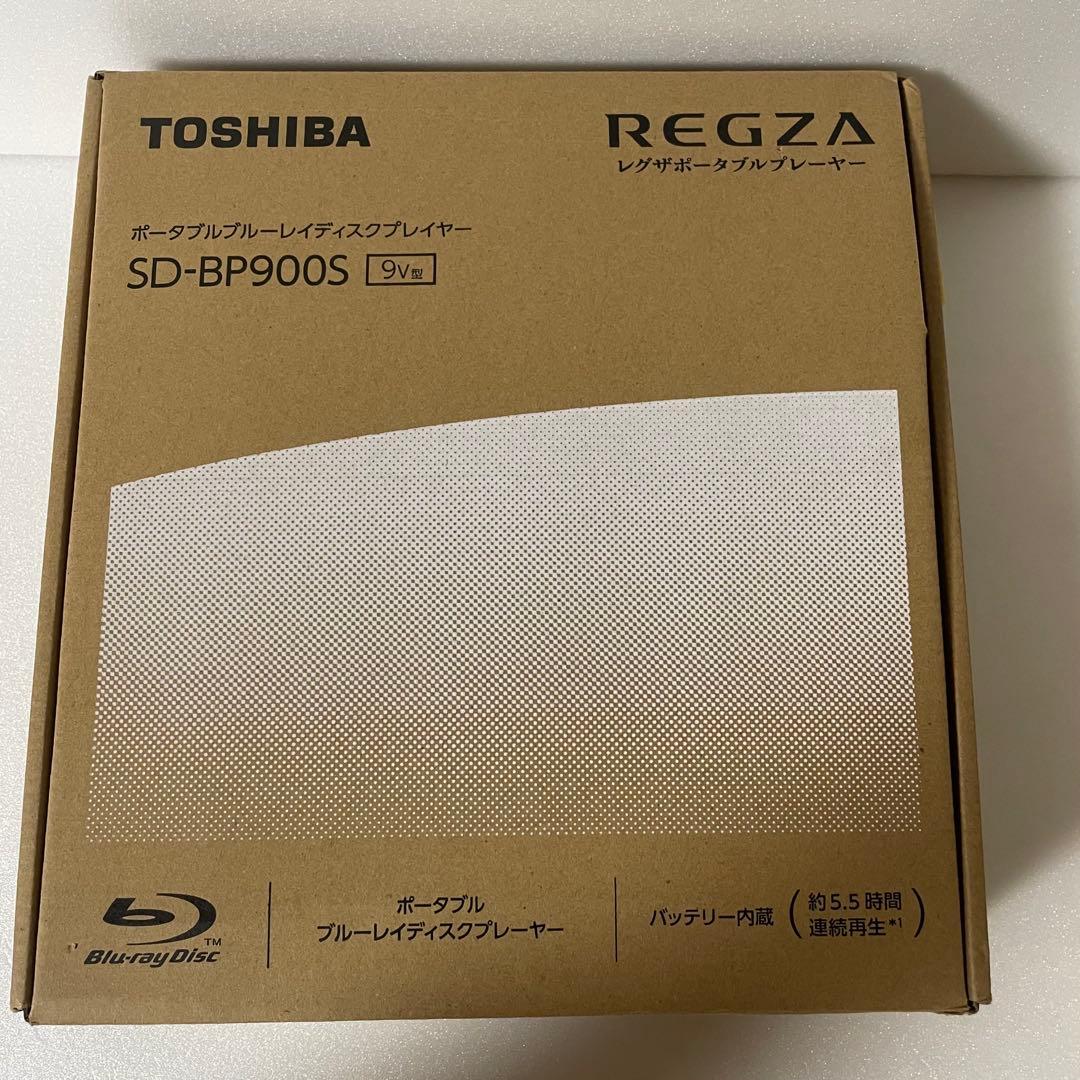 TOSHIBA
REGZA
レグザポータブルプレーヤー
ポータブルブルーレイディスクプレイヤー
SD-BP900S 9V型
Blu-ray Disc™
ポータブル
ブルーレイディスクプレーヤー
バッテリー内蔵 (約5.5時間
連続再生*1)